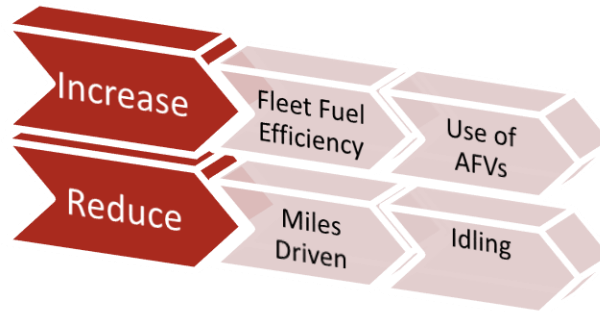 Increase
Fleet Fuel
Efficiency
Use of
AFVs
Reduce
Miles
Driven
Idling